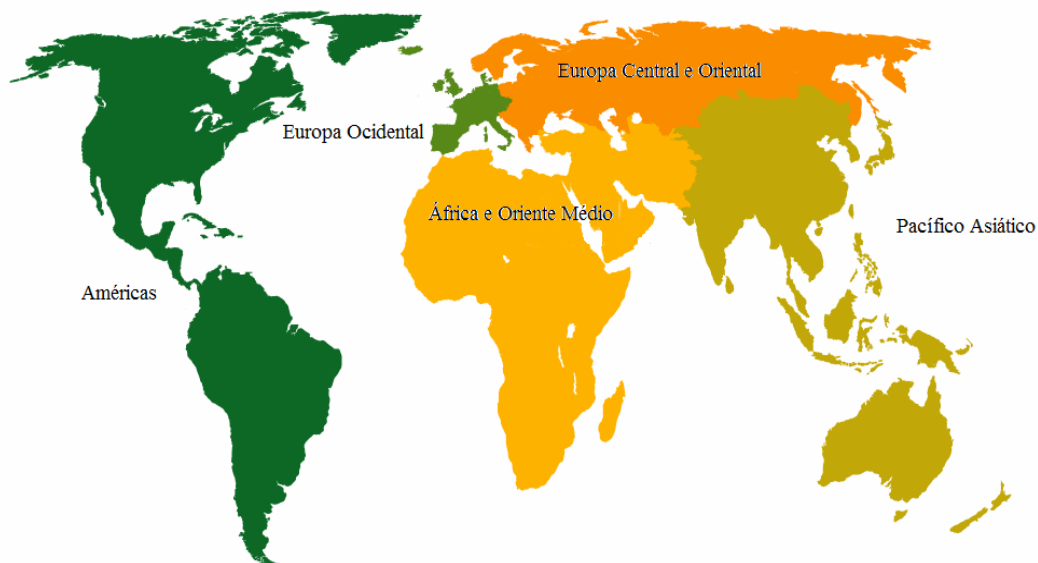 Europa Central e Oriental
Europa Ocidental
África e Oriente Médio
Pacífico Asiático
Américas